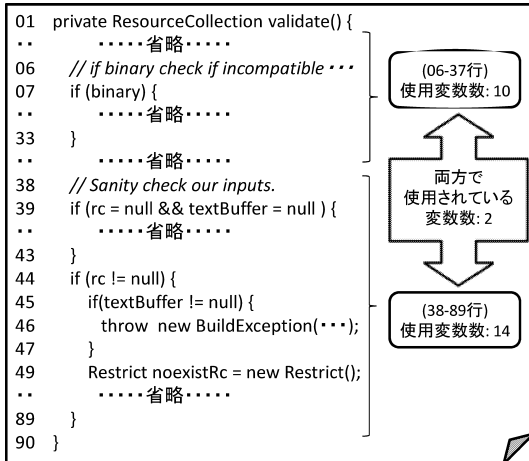 01 private ResourceCollection validate() {
‥ ・・・・・省略・・・・・
06 // if binary check if incompatible ・・・
07 if (binary) {
‥ ・・・・・省略・・・・・
33 }
‥ ・・・・・省略・・・・・
38 // Sanity check our inputs.
39 if (rc = null && textBuffer = null ) {
‥ ・・・・・省略・・・・・
43 }
44 if (rc != null) {
45 if(textBuffer != null) {
46 throw new BuildException(・・・);
47 }
49 Restrict noexistRc = new Restrict();
‥ ・・・・・省略・・・・・
89 }
90 }
(06-37行)
使用変数数: 10
両方で
使用されている
変数数: 2
(38-89行)
使用変数数: 14